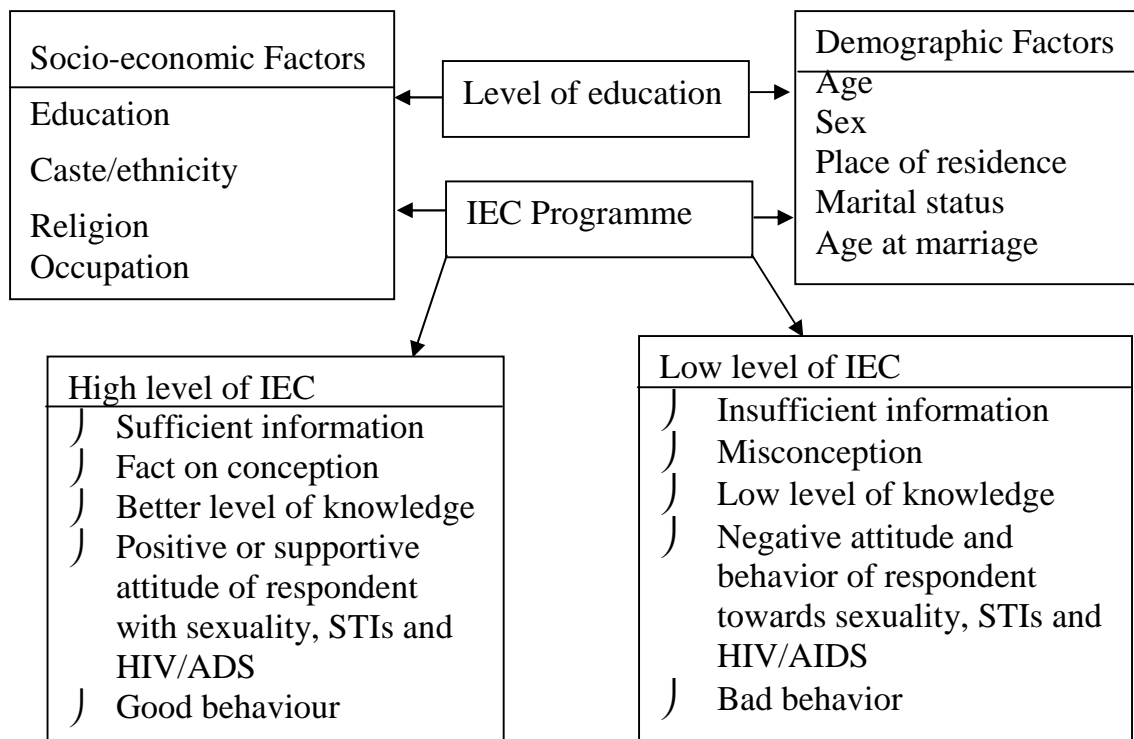 Socio-economic Factors
Education
Caste/ethnicity
Religion
Occupation
Level of education
IEC Programme
Demographic Factors
Age
Sex
Place of residence
Marital status
Age at marriage
High level of IEC
Sufficient information
Fact on conception
Better level of knowledge
Positive or supportive
attitude of respondent
with sexuality, STIs and
HIV/ADS
Good behaviour
Low level of IEC
Insufficient information
Misconception
Low level of knowledge
Negative attitude and
behavior of respondent
towards sexuality, STIs and
HIV/AIDS
Bad behavior